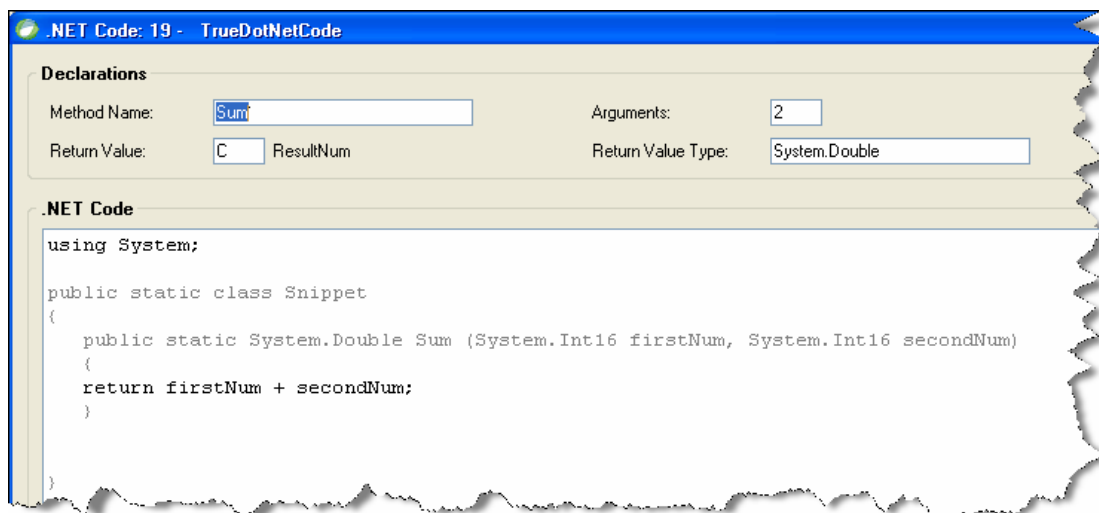 .NET Code: 19 - TrueDotNetCode
Declarations
Method Name: Sum Arguments: 2
Return Value: C ResultNum Return Value Type: System.Double
.NET Code
using System;
public static class Snippet
{
public static System.Double Sum (System.Int16 firstNum, System.Int16 secondNum)
{
return firstNum + secondNum;
}
}